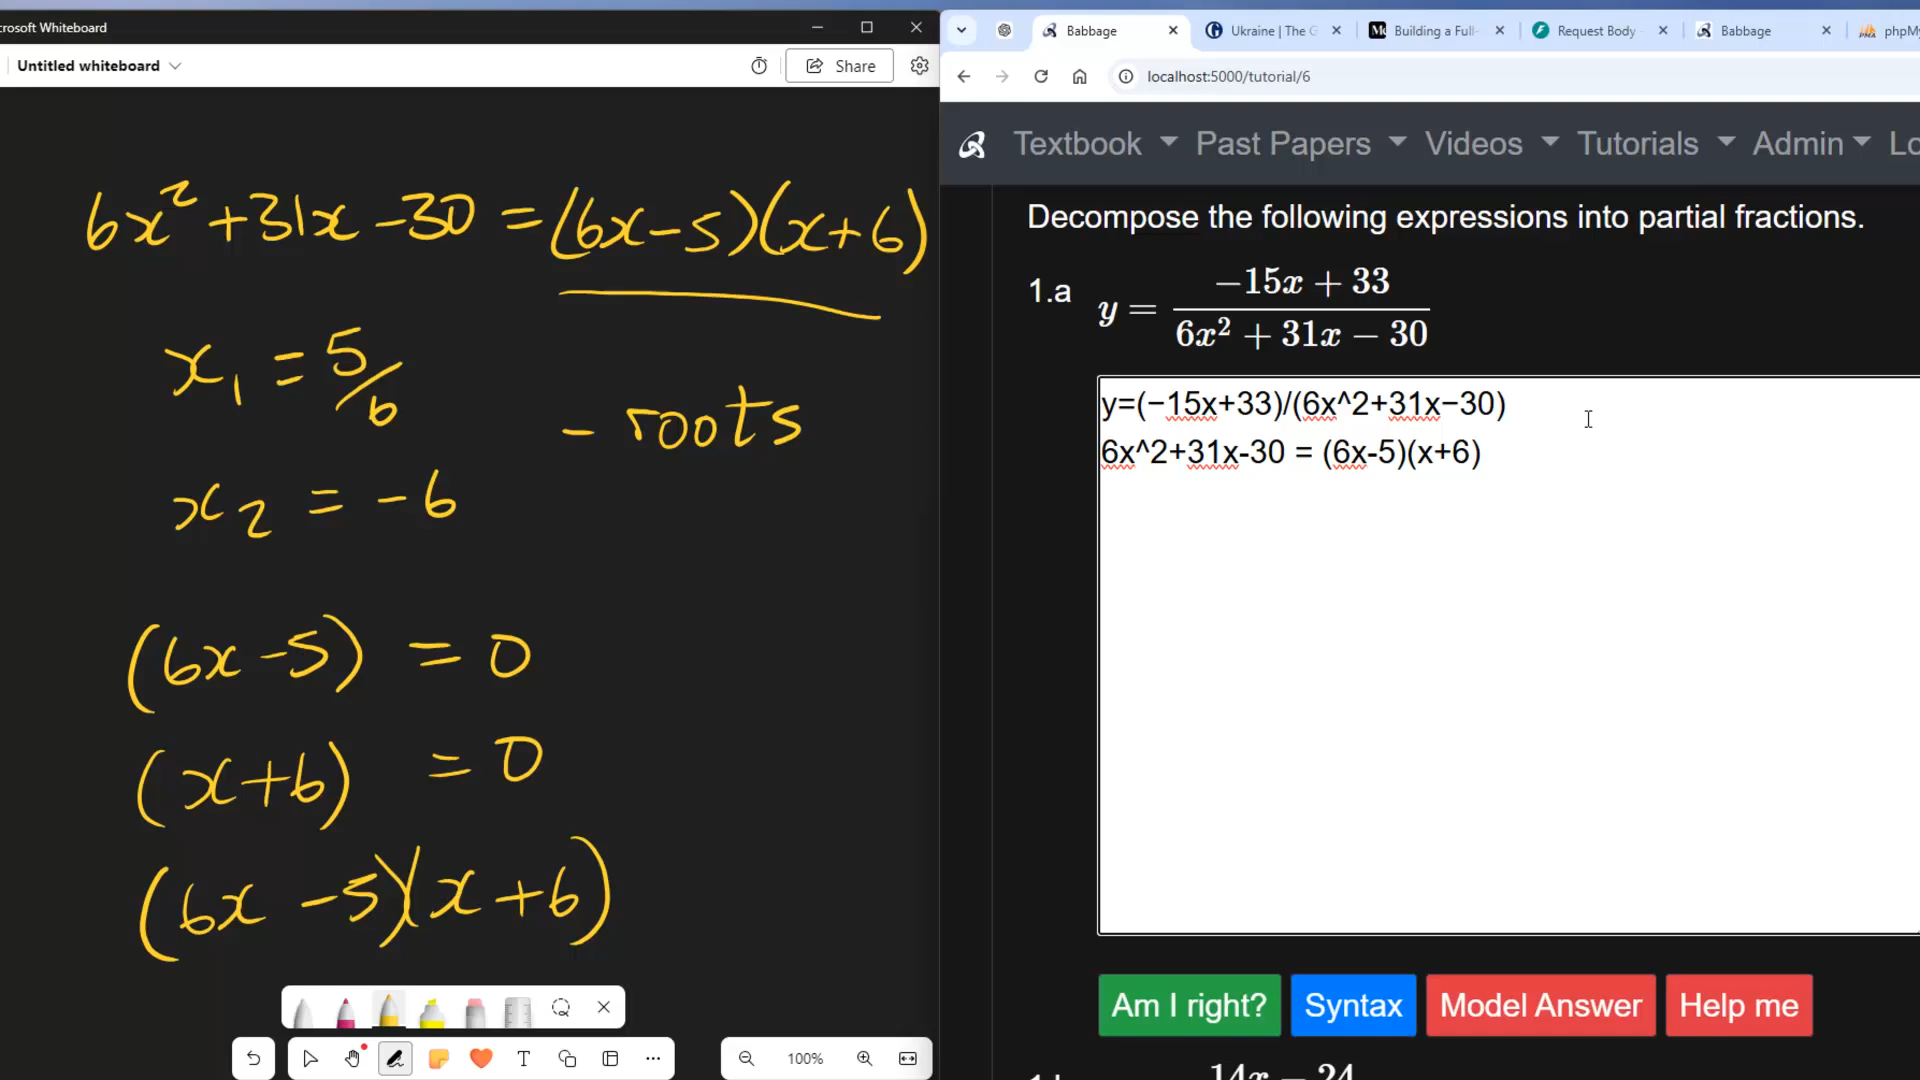 crosoft Whiteboard
Untitled whiteboard
Share
6x² +31x -30 = (6x-5)(x+6)
x₁ = 5/6
- roots
x₂ = -6
(6x-5) = 0
(x+6) = 0
(6x-5)(x+6)
100%
Babbage
Ukraine | The G
Building a Full-
Request Body
Babbage
phpMy
localhost:5000/tutorial/6
Textbook Past Papers Videos Tutorials Admin Lo
Decompose the following expressions into partial fractions.
1.a y = (−15x + 33)/(6x² + 31x − 30)
y=(−15x+33)/(6x^2+31x−30)
6x^2+31x-30 = (6x-5)(x+6)
Am I right? Syntax Model Answer Help me
14x − 24